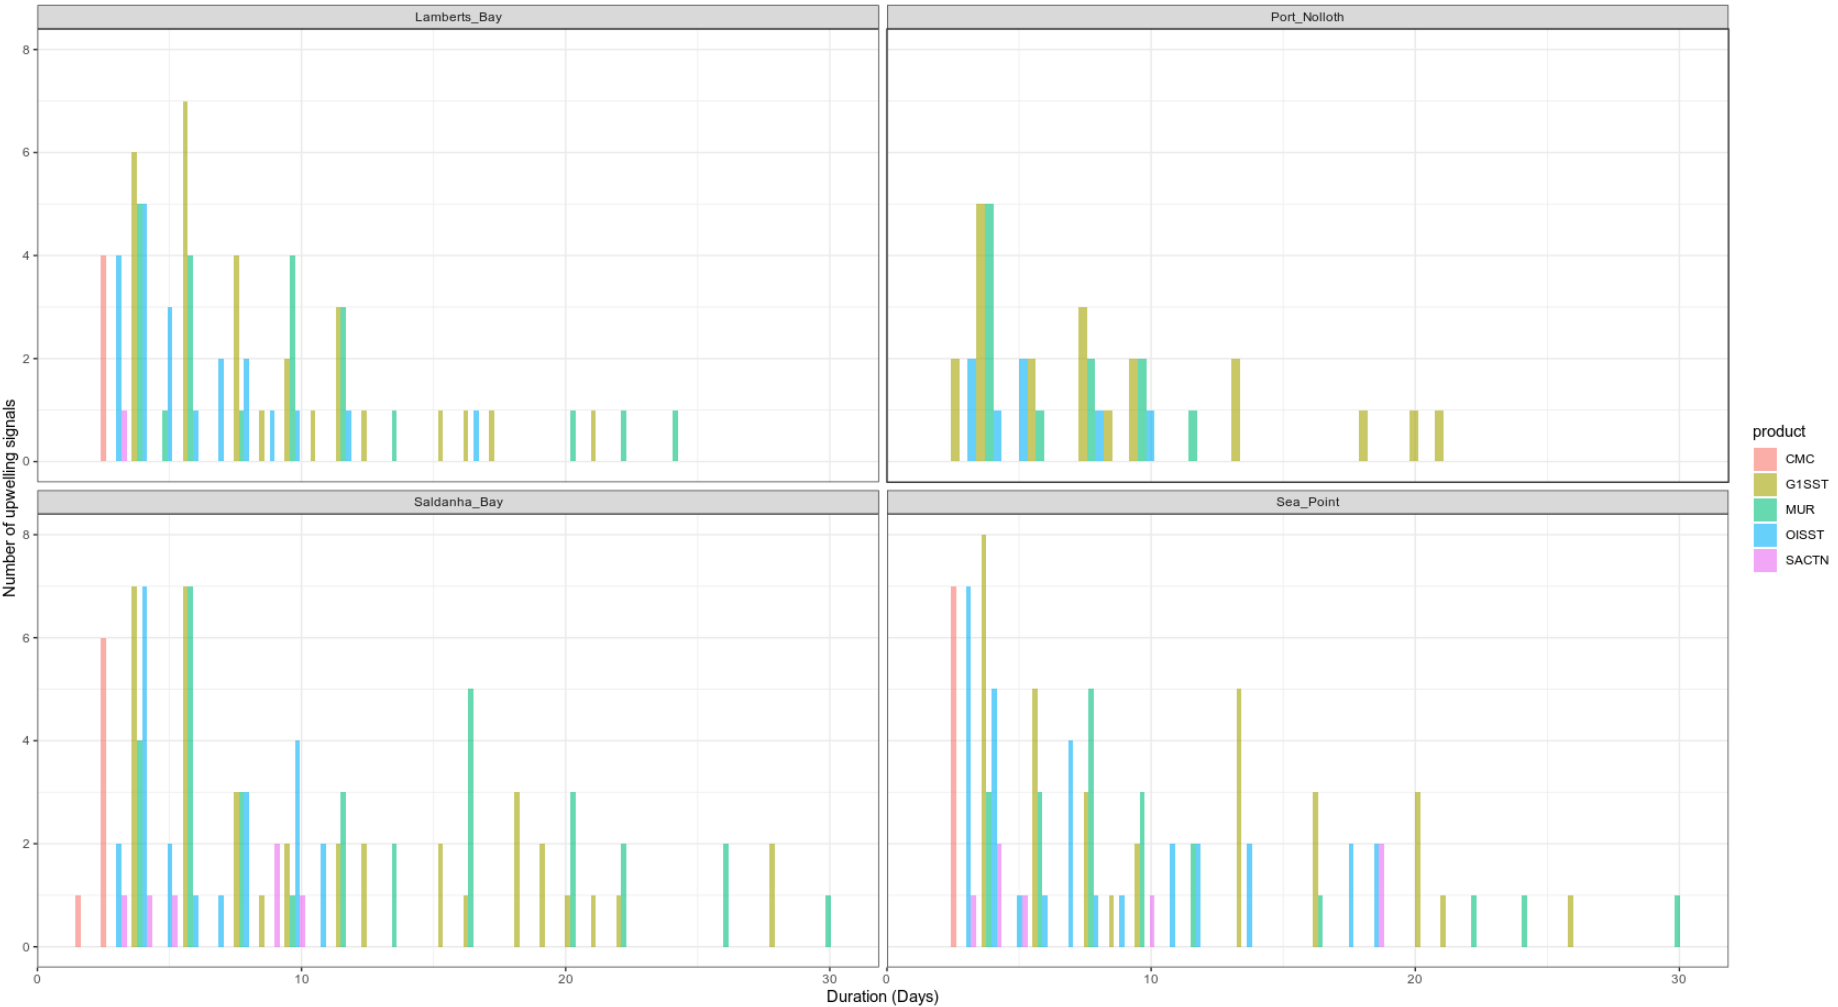 Lamberts_Bay
Port_Nolloth
8
6
4
2
0
Saldanha_Bay
Sea_Point
8
6
4
2
0
0
10
20
30
0
10
20
30
Duration (Days)
Number of upwelling signals
product
CMC
G1SST
MUR
OISST
SACTN